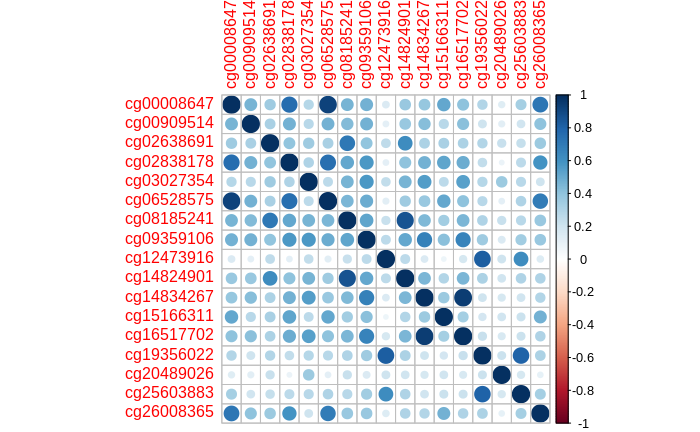 cg00008647
cg00909514
cg02638691
cg02838178
cg03027354
cg06528575
cg08185241
cg09359106
cg12473916
cg14824901
cg14834267
cg15166311
cg16517702
cg19356022
cg20489026
cg25603883
cg26008365
cg00008647
cg00909514
cg02638691
cg02838178
cg03027354
cg06528575
cg08185241
cg09359106
cg12473916
cg14824901
cg14834267
cg15166311
cg16517702
cg19356022
cg20489026
cg25603883
cg26008365
1
0.8
0.6
0.4
0.2
0
-0.2
-0.4
-0.6
-0.8
-1